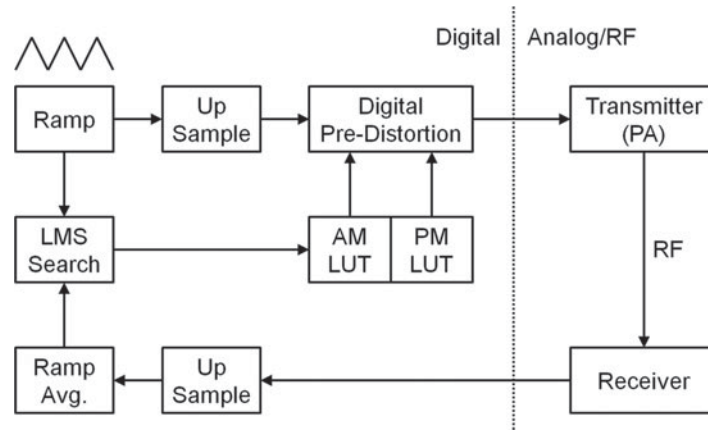 Digital
Analog/RF
Ramp
Up
Sample
Digital
Pre-Distortion
Transmitter
(PA)
LMS
Search
AM
LUT
PM
LUT
RF
Ramp
Avg.
Up
Sample
Receiver